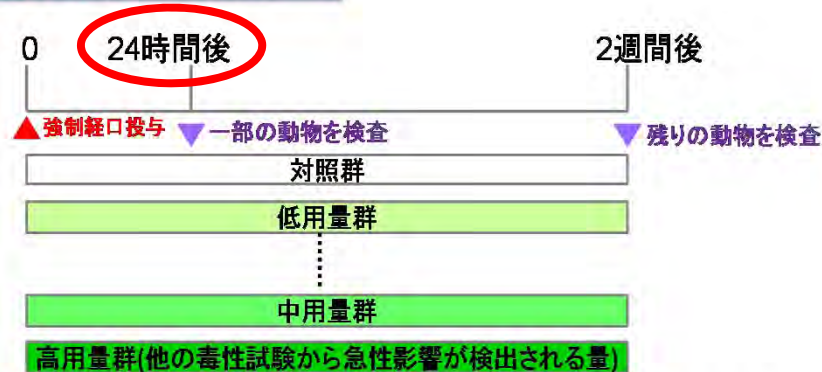 0 24時間後 2週間後
▲強制経口投与 ▼一部の動物を検査 ▼残りの動物を検査
対照群
低用量群
中用量群
高用量群(他の毒性試験から急性影響が検出される量)